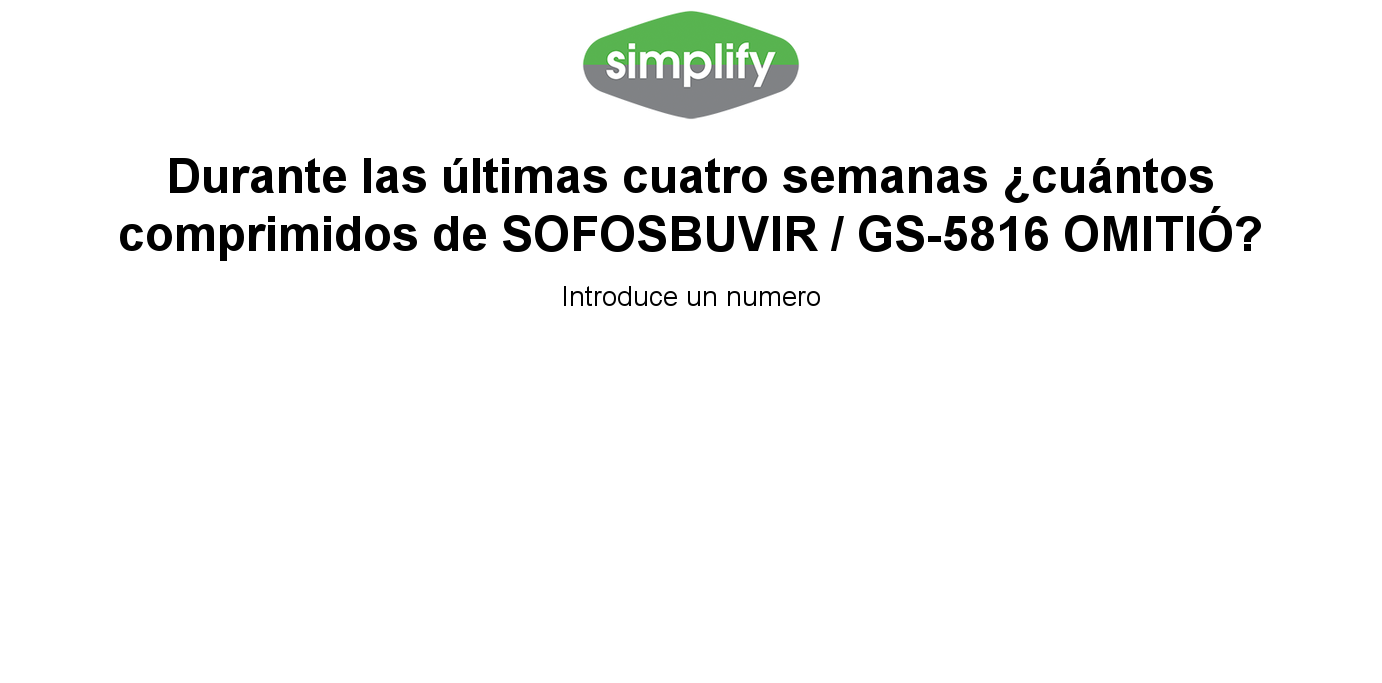 simplify
Durante las últimas cuatro semanas ¿cuántos
comprimidos de SOFOSBUVIR / GS-5816 OMITIÓ?
Introduce un numero